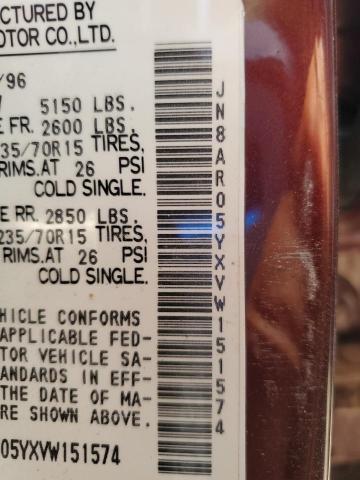 CTURED BY
OTOR CO.,LTD.
/96
5150 LBS.
E FR. 2600 LBS.
235/70R15 TIRES,
RIMS.AT 26 PSI
COLD SINGLE.
E RR. 2850 LBS.
235/70R15 TIRES,
RIMS.AT 26 PSI
COLD SINGLE.
HICLE CONFORMS
APPLICABLE FED-
TOR VEHICLE SA-
ANDARDS IN EFF-
THE DATE OF MA-
RE SHOWN ABOVE.
05YXVW151574
JN8AR05YXVW151574